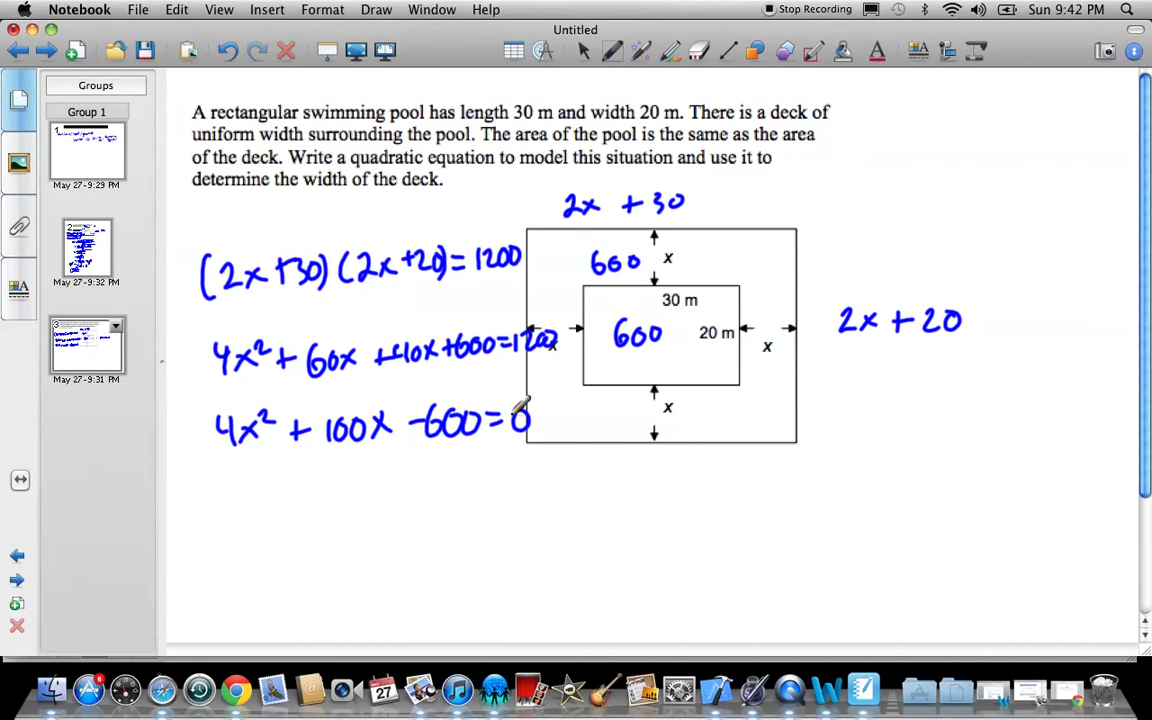 Notebook File Edit View Insert Format Draw Window Help Stop Recording Sun 9:42 PM
Untitled
Groups
Group 1
1
May 27-9:29 PM
2
May 27-9:32 PM
3
May 27-9:31 PM
A rectangular swimming pool has length 30 m and width 20 m. There is a deck of
uniform width surrounding the pool. The area of the pool is the same as the area
of the deck. Write a quadratic equation to model this situation and use it to
determine the width of the deck.
2x + 30
(2x+30)(2x+20)=1200
600 x
30 m
600 20 m
2x + 20
x x
4x² + 60x +40x+600=1200
x
4x² + 100x -600=0
6
27
W